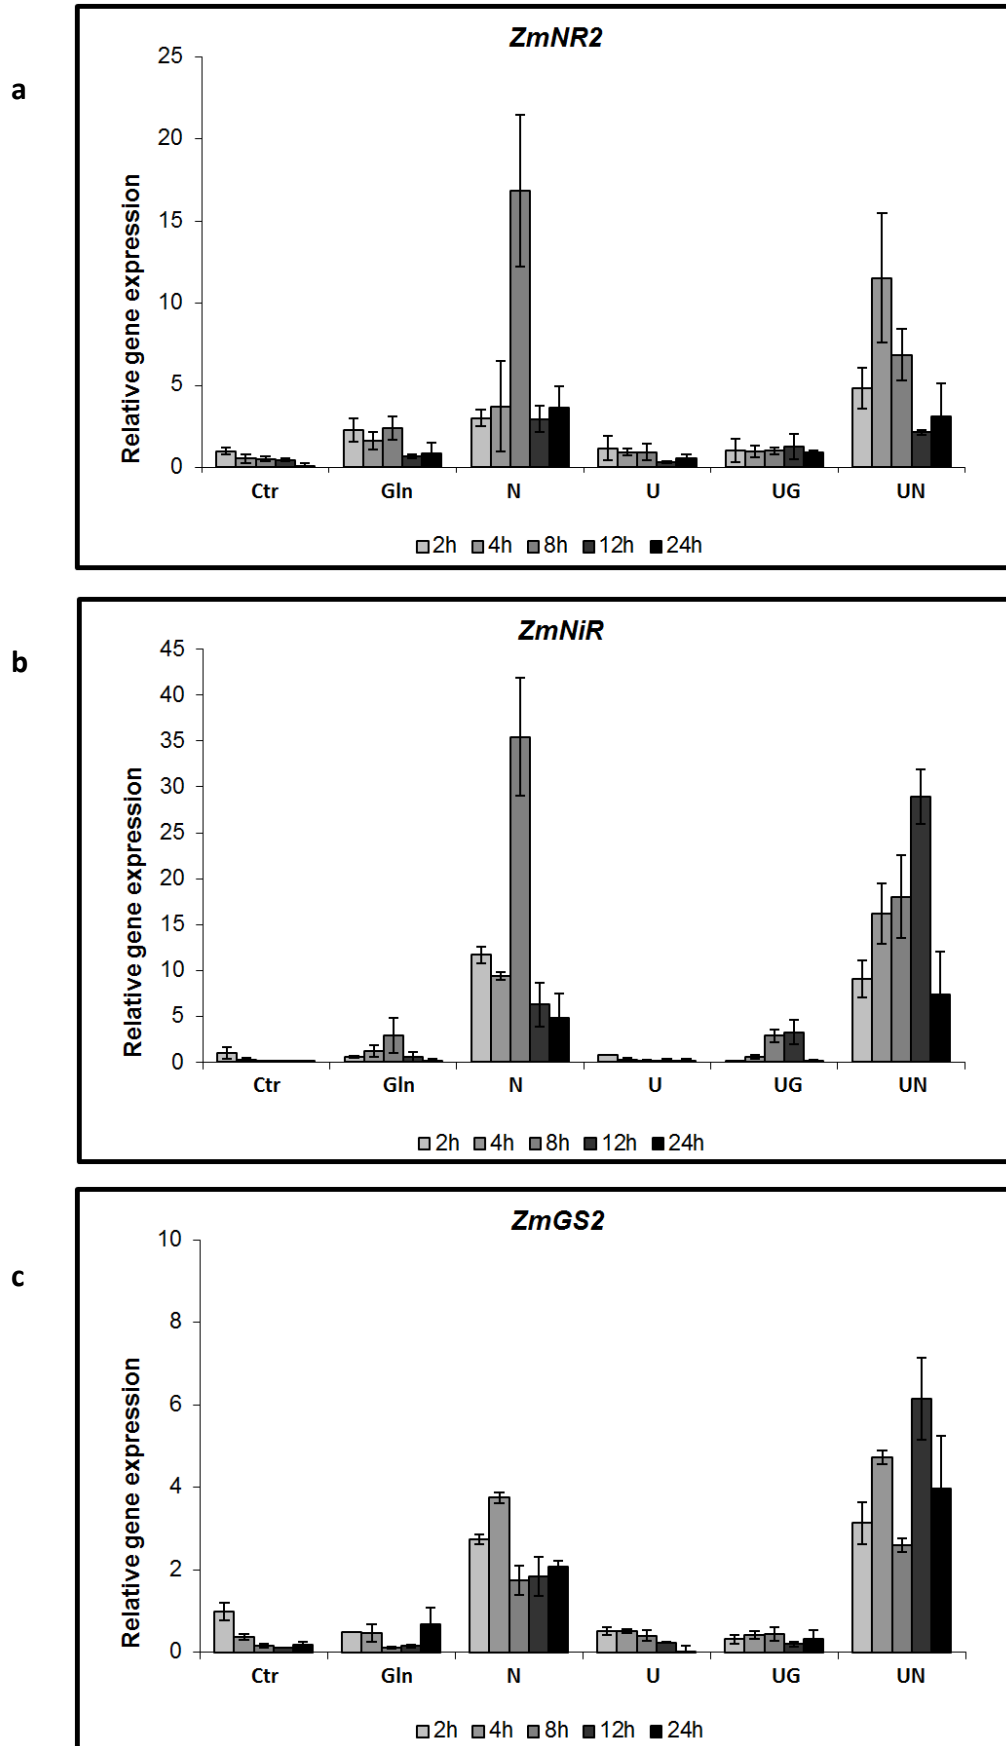 a
ZmNR2
25
20
15
10
5
0
Relative gene expression
Ctr Gln N U UG UN
2h 4h 8h 12h 24h
b
ZmNiR
45
40
35
30
25
20
15
10
5
0
Relative gene expression
Ctr Gln N U UG UN
2h 4h 8h 12h 24h
c
ZmGS2
10
8
6
4
2
0
Relative gene expression
Ctr Gln N U UG UN
2h 4h 8h 12h 24h